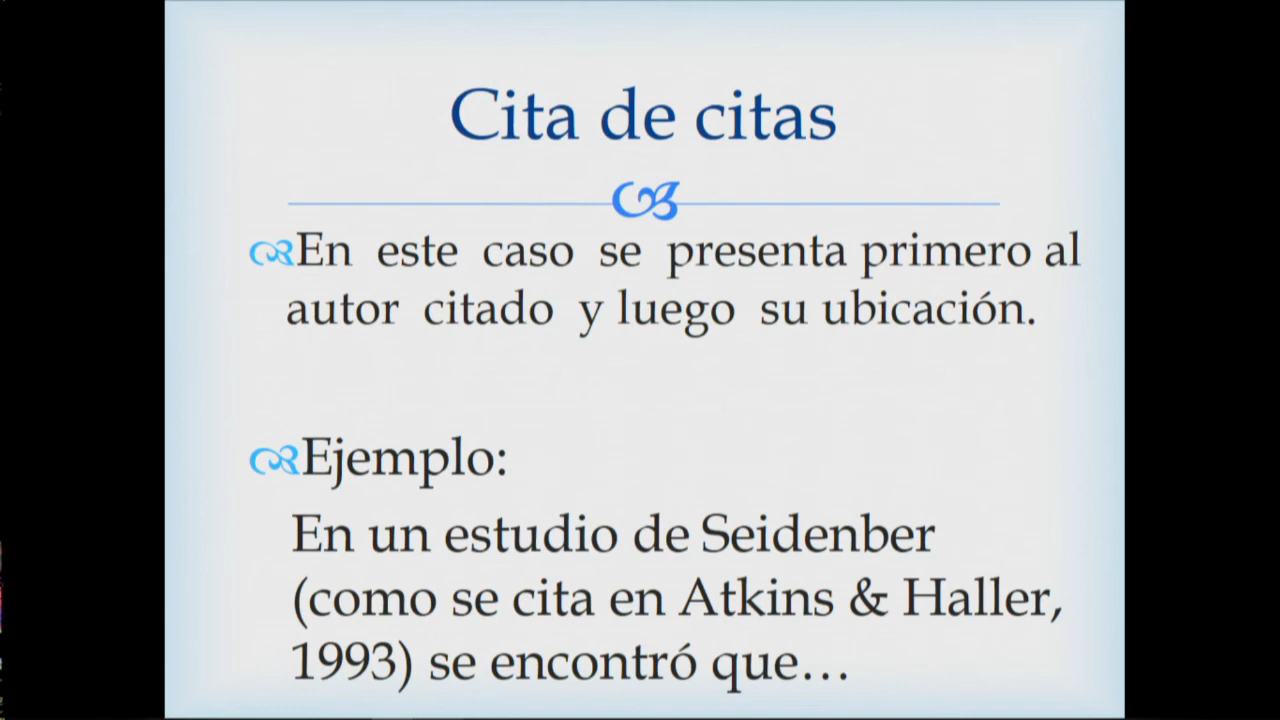 Cita de citas
En este caso se presenta primero al
autor citado y luego su ubicación.
Ejemplo:
En un estudio de Seidenber
(como se cita en Atkins & Haller,
1993) se encontró que…